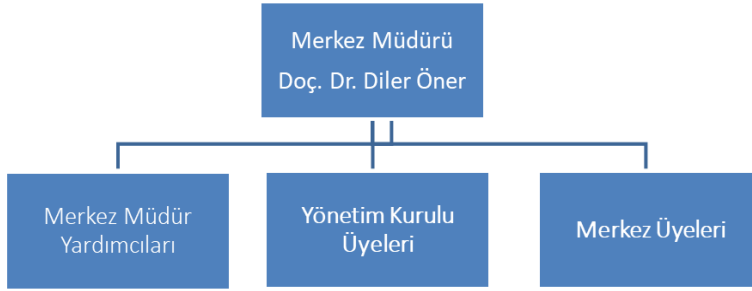 Merkez Müdürü
Doç. Dr. Diler Öner
Merkez Müdür
Yardımcıları
Yönetim Kurulu
Üyeleri
Merkez Üyeleri